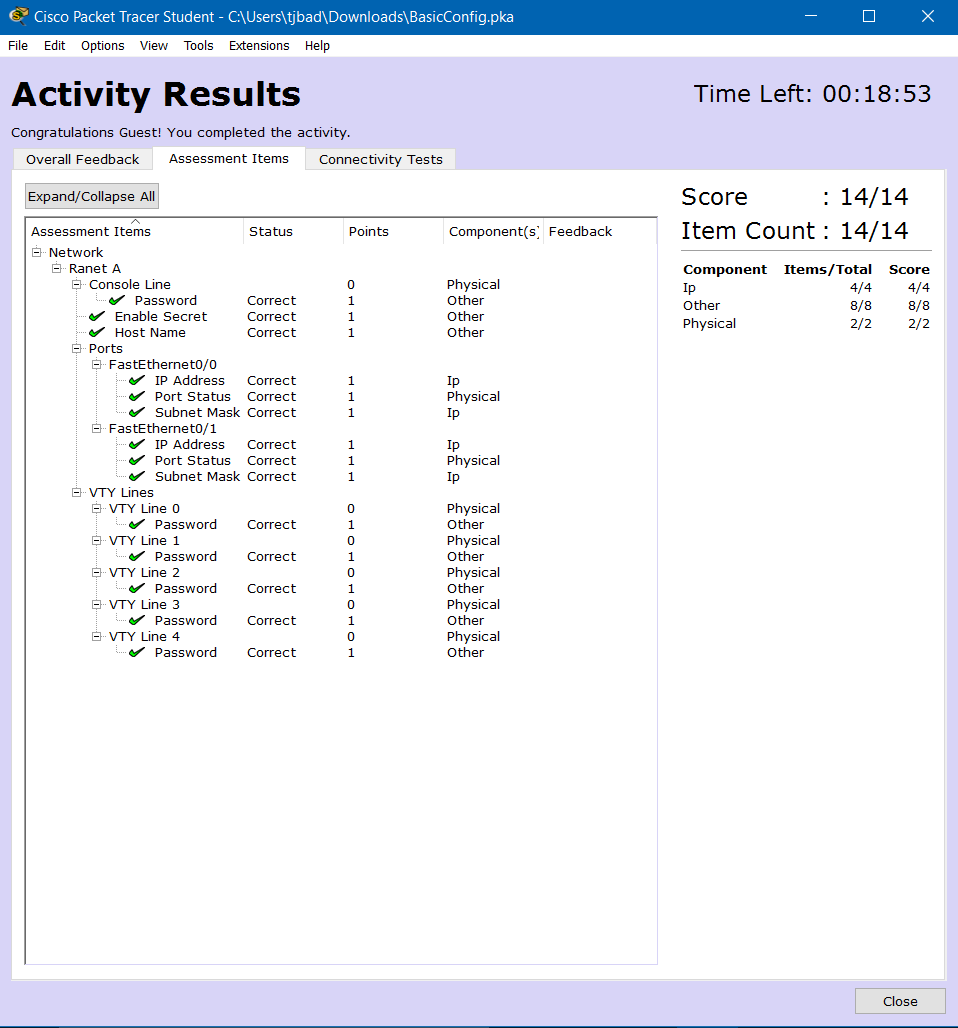 Cisco Packet Tracer Student - C:\Users\tjbad\Downloads\BasicConfig.pka
File Edit Options View Tools Extensions Help
Activity Results
Time Left: 00:18:53
Congratulations Guest! You completed the activity.
Overall Feedback Assessment Items Connectivity Tests
Expand/Collapse All
Assessment Items Status Points Component(s) Feedback
Network
Ranet A
Console Line 0 Physical
Password Correct 1 Other
Enable Secret Correct 1 Other
Host Name Correct 1 Other
Ports
FastEthernet0/0
IP Address Correct 1 Ip
Port Status Correct 1 Physical
Subnet Mask Correct 1 Ip
FastEthernet0/1
IP Address Correct 1 Ip
Port Status Correct 1 Physical
Subnet Mask Correct 1 Ip
VTY Lines
VTY Line 0 0 Physical
Password Correct 1 Other
VTY Line 1 0 Physical
Password Correct 1 Other
VTY Line 2 0 Physical
Password Correct 1 Other
VTY Line 3 0 Physical
Password Correct 1 Other
VTY Line 4 0 Physical
Password Correct 1 Other
Score : 14/14
Item Count : 14/14
Component Items/Total Score
Ip 4/4 4/4
Other 8/8 8/8
Physical 2/2 2/2
Close